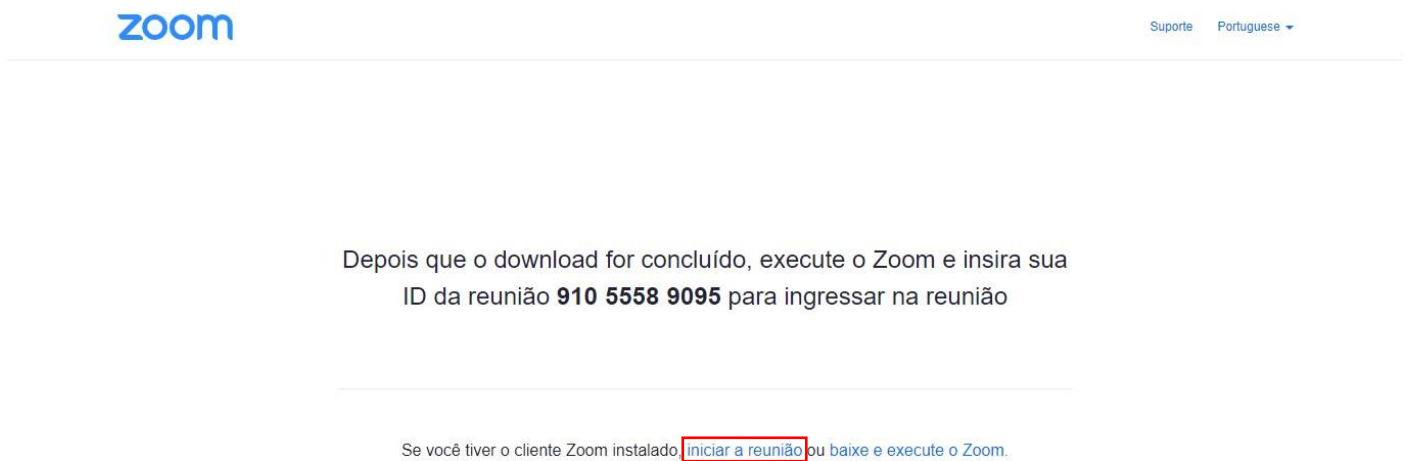 zoom
Suporte Portuguese
Depois que o download for concluído, execute o Zoom e insira sua
ID da reunião 910 5558 9095 para ingressar na reunião
Se você tiver o cliente Zoom instalado, iniciar a reunião ou baixe e execute o Zoom.